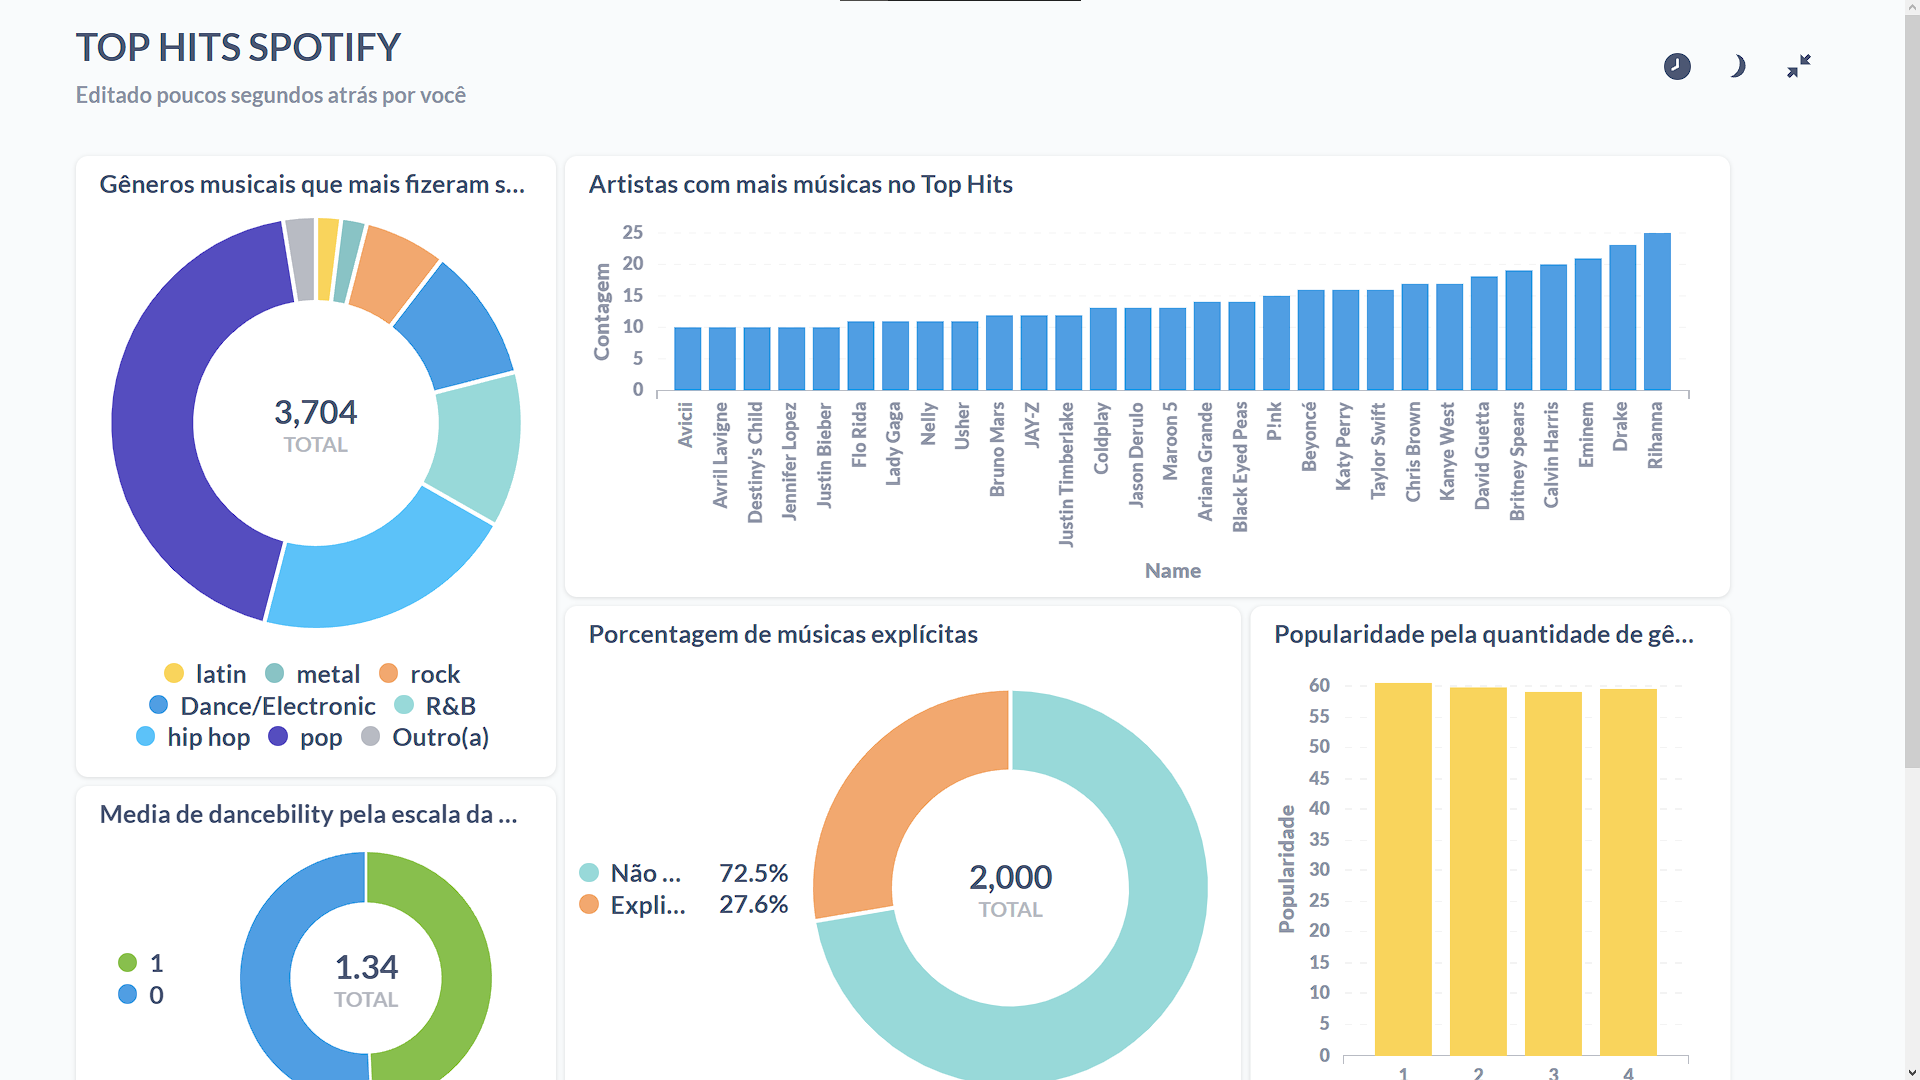 TOP HITS SPOTIFY
Editado poucos segundos atrás por você
Gêneros musicais que mais fizeram s...
3,704
TOTAL
latin metal rock
Dance/Electronic R&B
hip hop pop Outro(a)
Artistas com mais músicas no Top Hits
Contagem
25
20
15
10
5
0
Avicii
Avril Lavigne
Destiny's Child
Jennifer Lopez
Justin Bieber
Flo Rida
Lady Gaga
Nelly
Usher
Bruno Mars
JAY-Z
Justin Timberlake
Coldplay
Jason Derulo
Maroon 5
Ariana Grande
Black Eyed Peas
P!nk
Beyoncé
Katy Perry
Taylor Swift
Chris Brown
Kanye West
David Guetta
Britney Spears
Calvin Harris
Eminem
Drake
Rihanna
Name
Media de dancebility pela escala da ...
1
0
1.34
TOTAL
Porcentagem de músicas explícitas
Não ... 72.5%
Expli... 27.6%
2,000
TOTAL
Popularidade pela quantidade de gê...
Popularidade
60
55
50
45
40
35
30
25
20
15
10
5
0
1 2 3 4